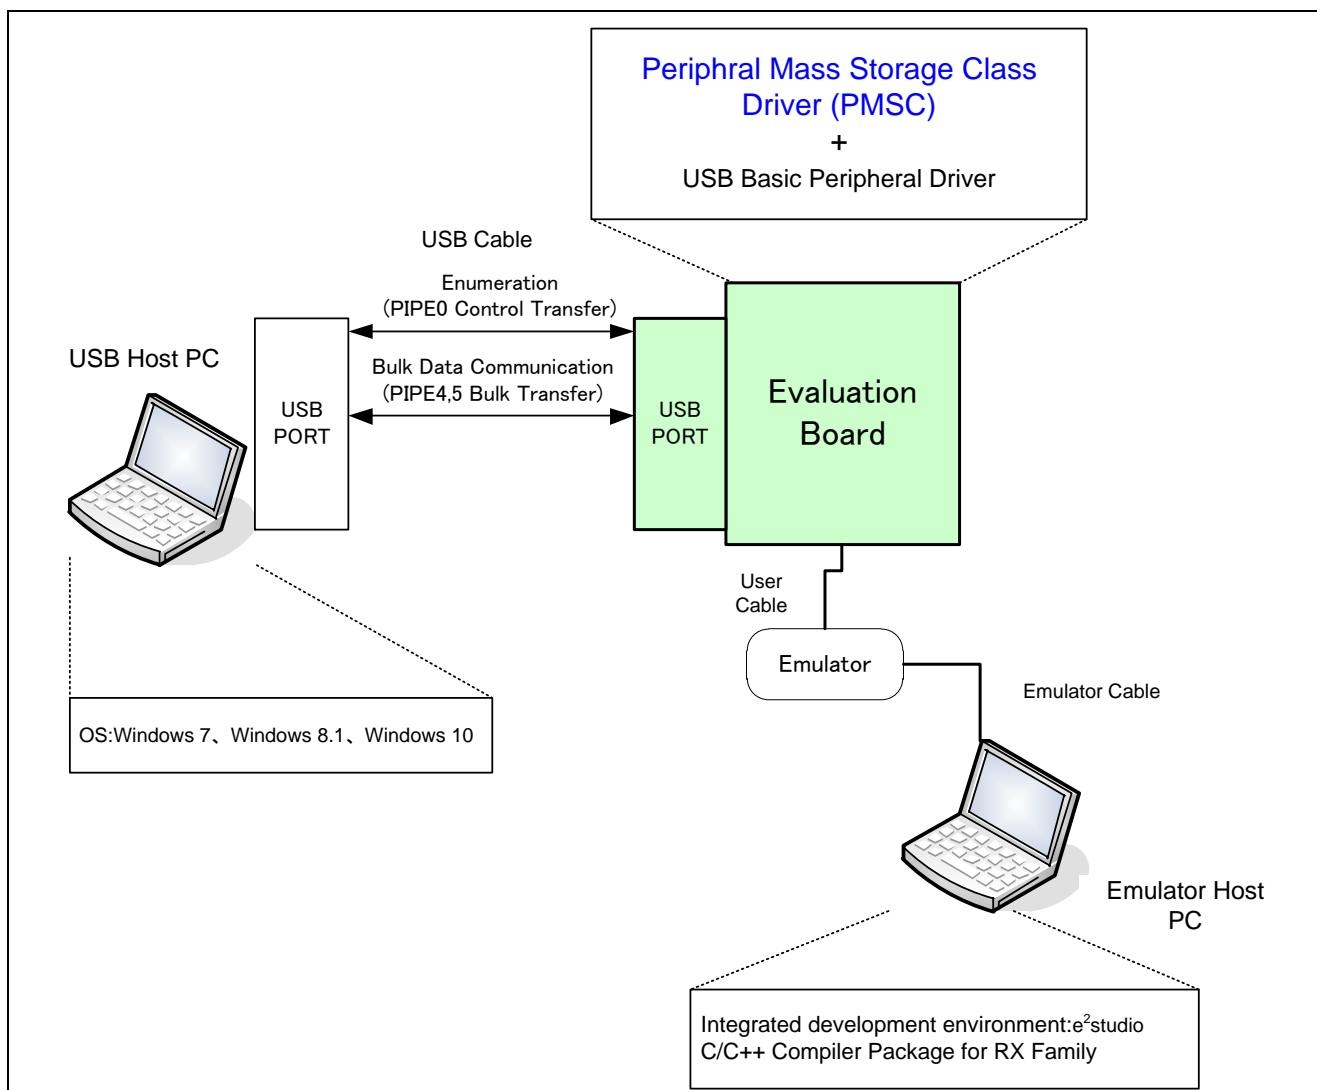 Periphral Mass Storage Class
Driver (PMSC)
+
USB Basic Peripheral Driver
USB Cable
Enumeration
(PIPE0 Control Transfer)
Bulk Data Communication
(PIPE4,5 Bulk Transfer)
USB Host PC
USB
PORT
USB
PORT
Evaluation
Board
User
Cable
Emulator
Emulator Cable
OS:Windows 7、Windows 8.1、Windows 10
Emulator Host
PC
Integrated development environment:e²studio
C/C++ Compiler Package for RX Family